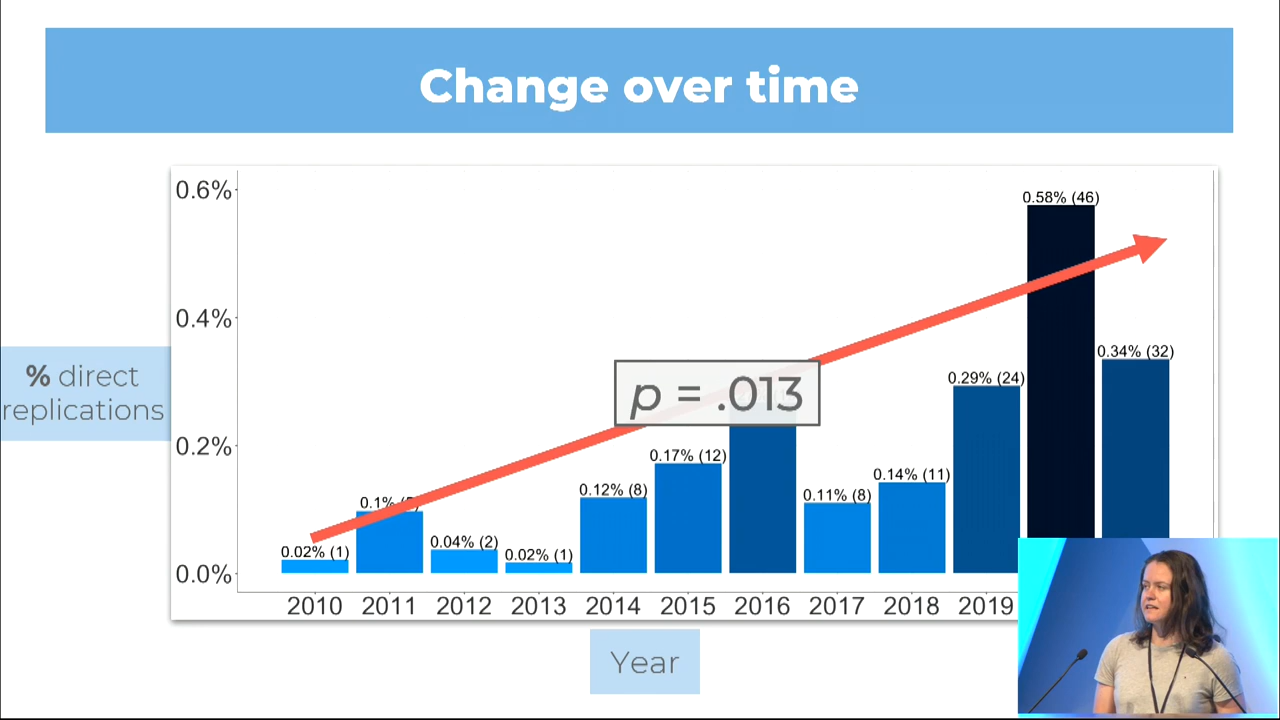 Change over time
0.6%
0.58% (46)
0.4%
0.34% (32)
% direct
replications
0.29% (24)
p = .013
0.2%
0.17% (12)
0.14% (11)
0.12% (8)
0.11% (8)
0.1%
0.04% (2)
0.02% (1)
0.02% (1)
0.0%
2010 2011 2012 2013 2014 2015 2016 2017 2018 2019
Year